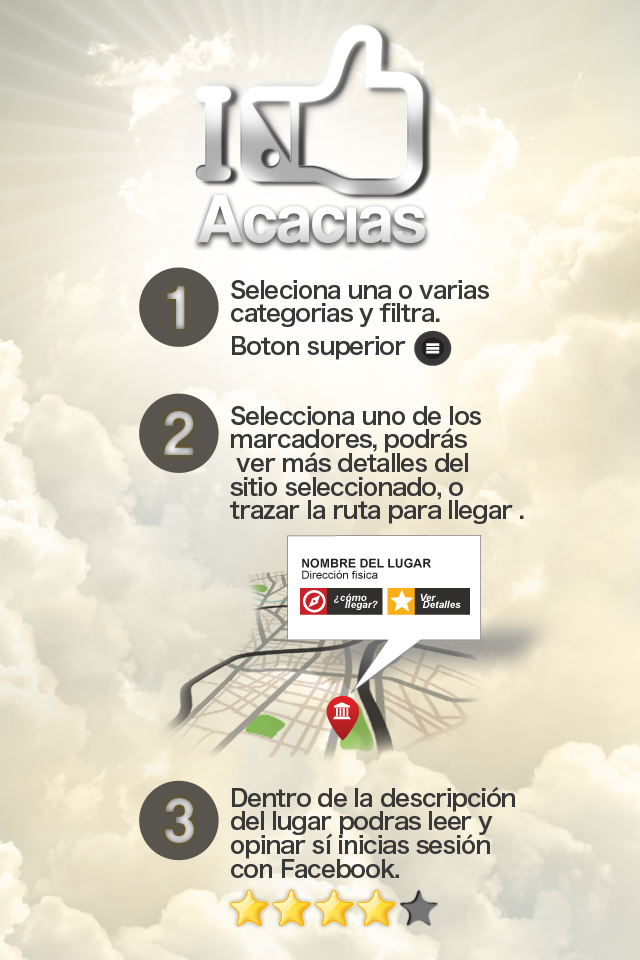 I
Acacias
1
Seleciona una o varias
categorias y filtra.
Boton superior
2
Selecciona uno de los
marcadores, podrás
ver más detalles del
sitio seleccionado, o
trazar la ruta para llegar .
NOMBRE DEL LUGAR
Dirección fisica
¿cómo
llegar?
Ver
Detalles
3
Dentro de la descripción
del lugar podras leer y
opinar sí inicias sesión
con Facebook.